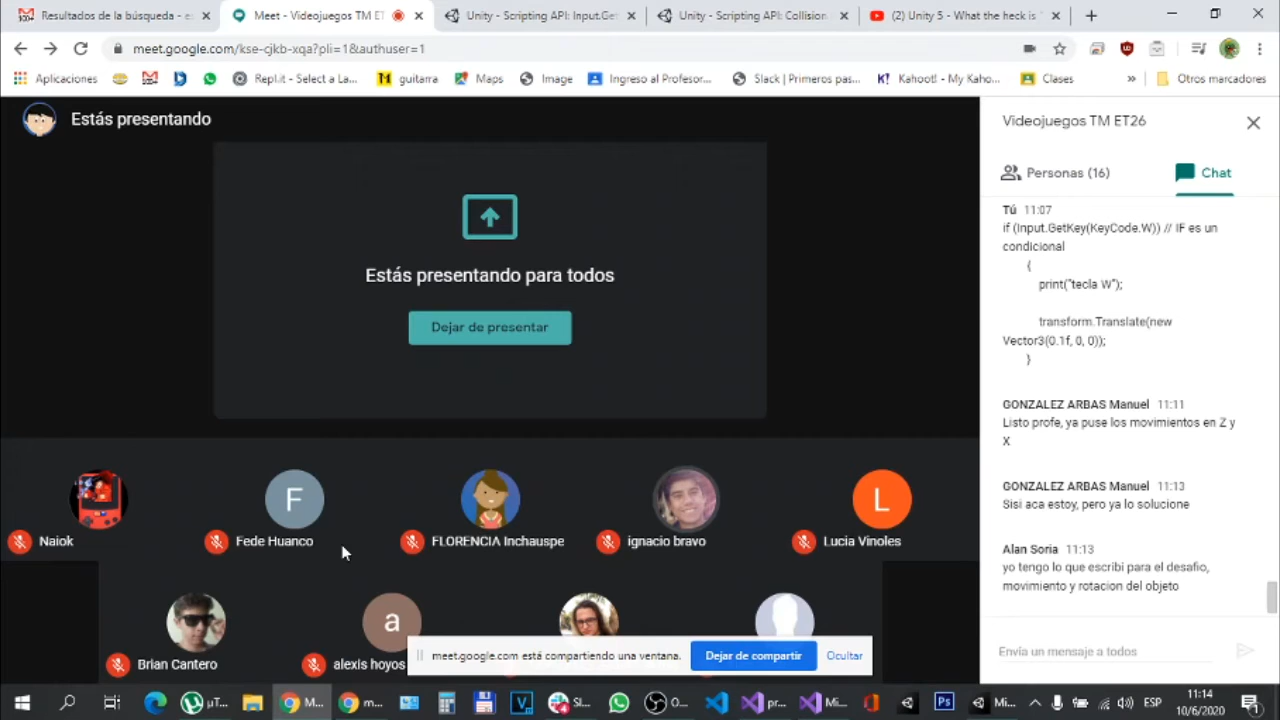 Resultados de la búsqueda - e
Meet - Videojuegos TM ET
Unity - Scripting API: Input.Get
Unity - Scripting API: Collision
(2) Unity 5 - What the heck is
meet.google.com/kse-cjkb-xqa?pli=1&authuser=1
Aplicaciones
Repl.it - Select a La...
guitarra
Maps
Image
Ingreso al Profesor...
Slack | Primeros pas...
Kahoot! - My Kaho...
Clases
»
Otros marcadores
Estás presentando
Videojuegos TM ET26
Personas (16)
Chat
Estás presentando para todos
Dejar de presentar
Tú 11:07
if (Input.GetKey(KeyCode.W)) // IF es un
condicional
{
print("tecla W");
transform.Translate(new
Vector3(0.1f, 0, 0));
}
GONZALEZ ARBAS Manuel 11:11
Listo profe, ya puse los movimientos en Z y
X
GONZALEZ ARBAS Manuel 11:13
Sisi aca estoy, pero ya lo solucione
Alan Soria 11:13
yo tengo lo que escribi para el desafio,
movimiento y rotacion del objeto
Envía un mensaje a todos
F
L
Naiok
Fede Huanco
FLORENCIA Inchauspe
ignacio bravo
Lucia Vinoles
a
Brian Cantero
alexis hoyos
meet.google.com está compartiendo una ventana.
Dejar de compartir
Ocultar
µT...
M...
m...
Sl...
O...
pr...
Mi...
Ps
Mi...
ESP
11:14
10/6/2020